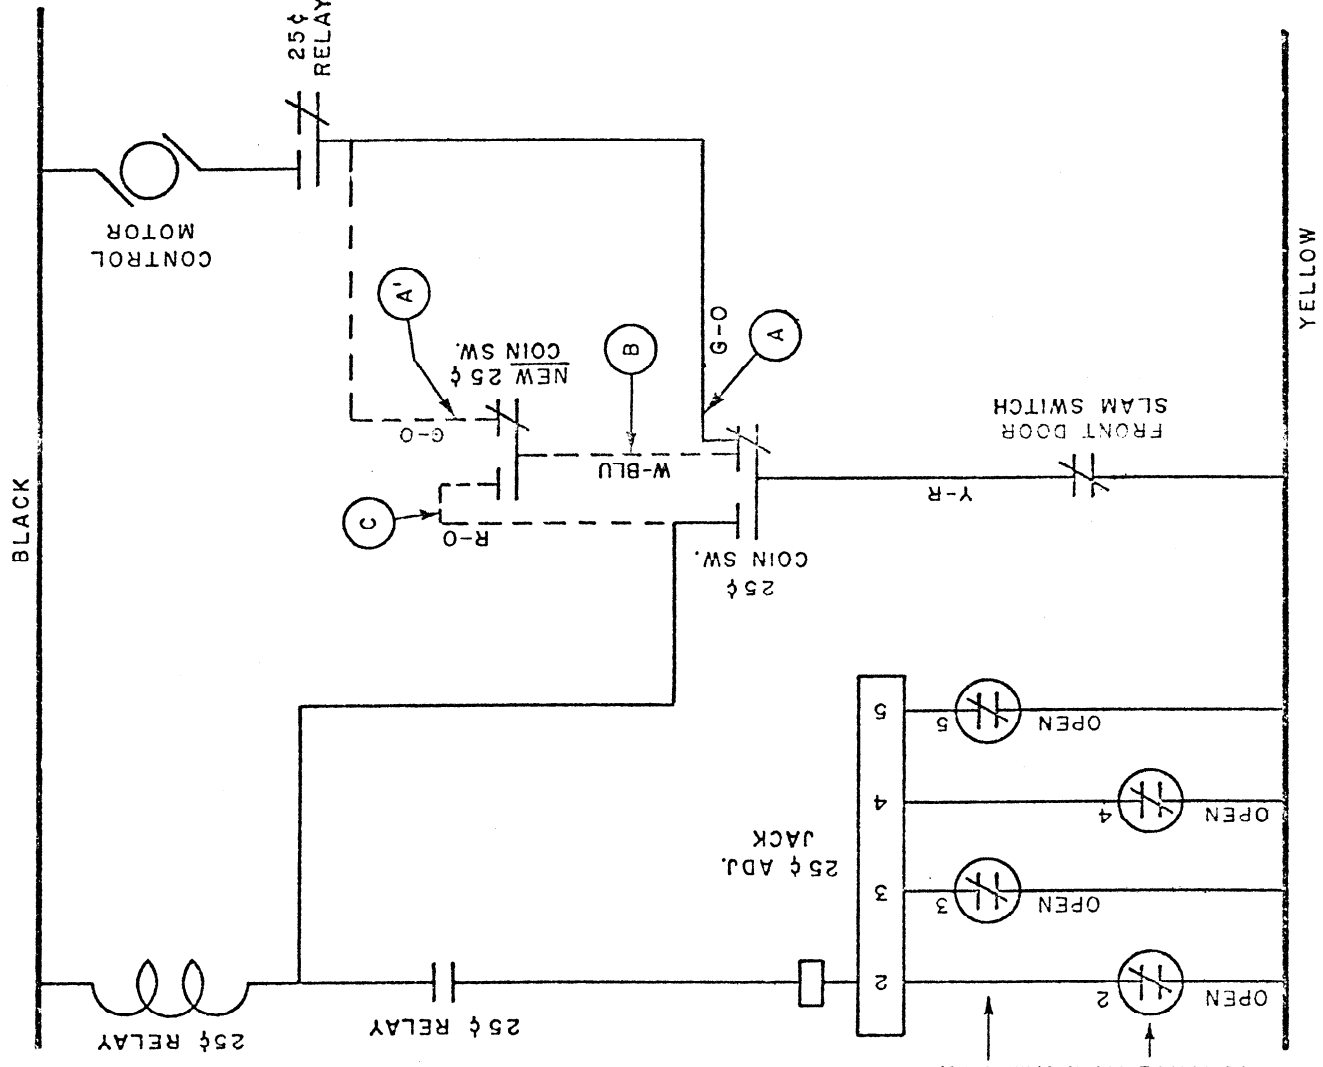 25¢
RELAY
CONTROL
MOTOR
A'
NEW 25¢
COIN SW.
B
G-O
A
G-O
W-BLU
C
R-O
25¢
COIN SW.
Y-R
FRONT DOOR
SLAM SWITCH
YELLOW
BLACK
25¢ ADJ.
JACK
5
5
OPEN
4
4
OPEN
3
3
OPEN
2
2
OPEN
25¢ RELAY
25¢ RELAY